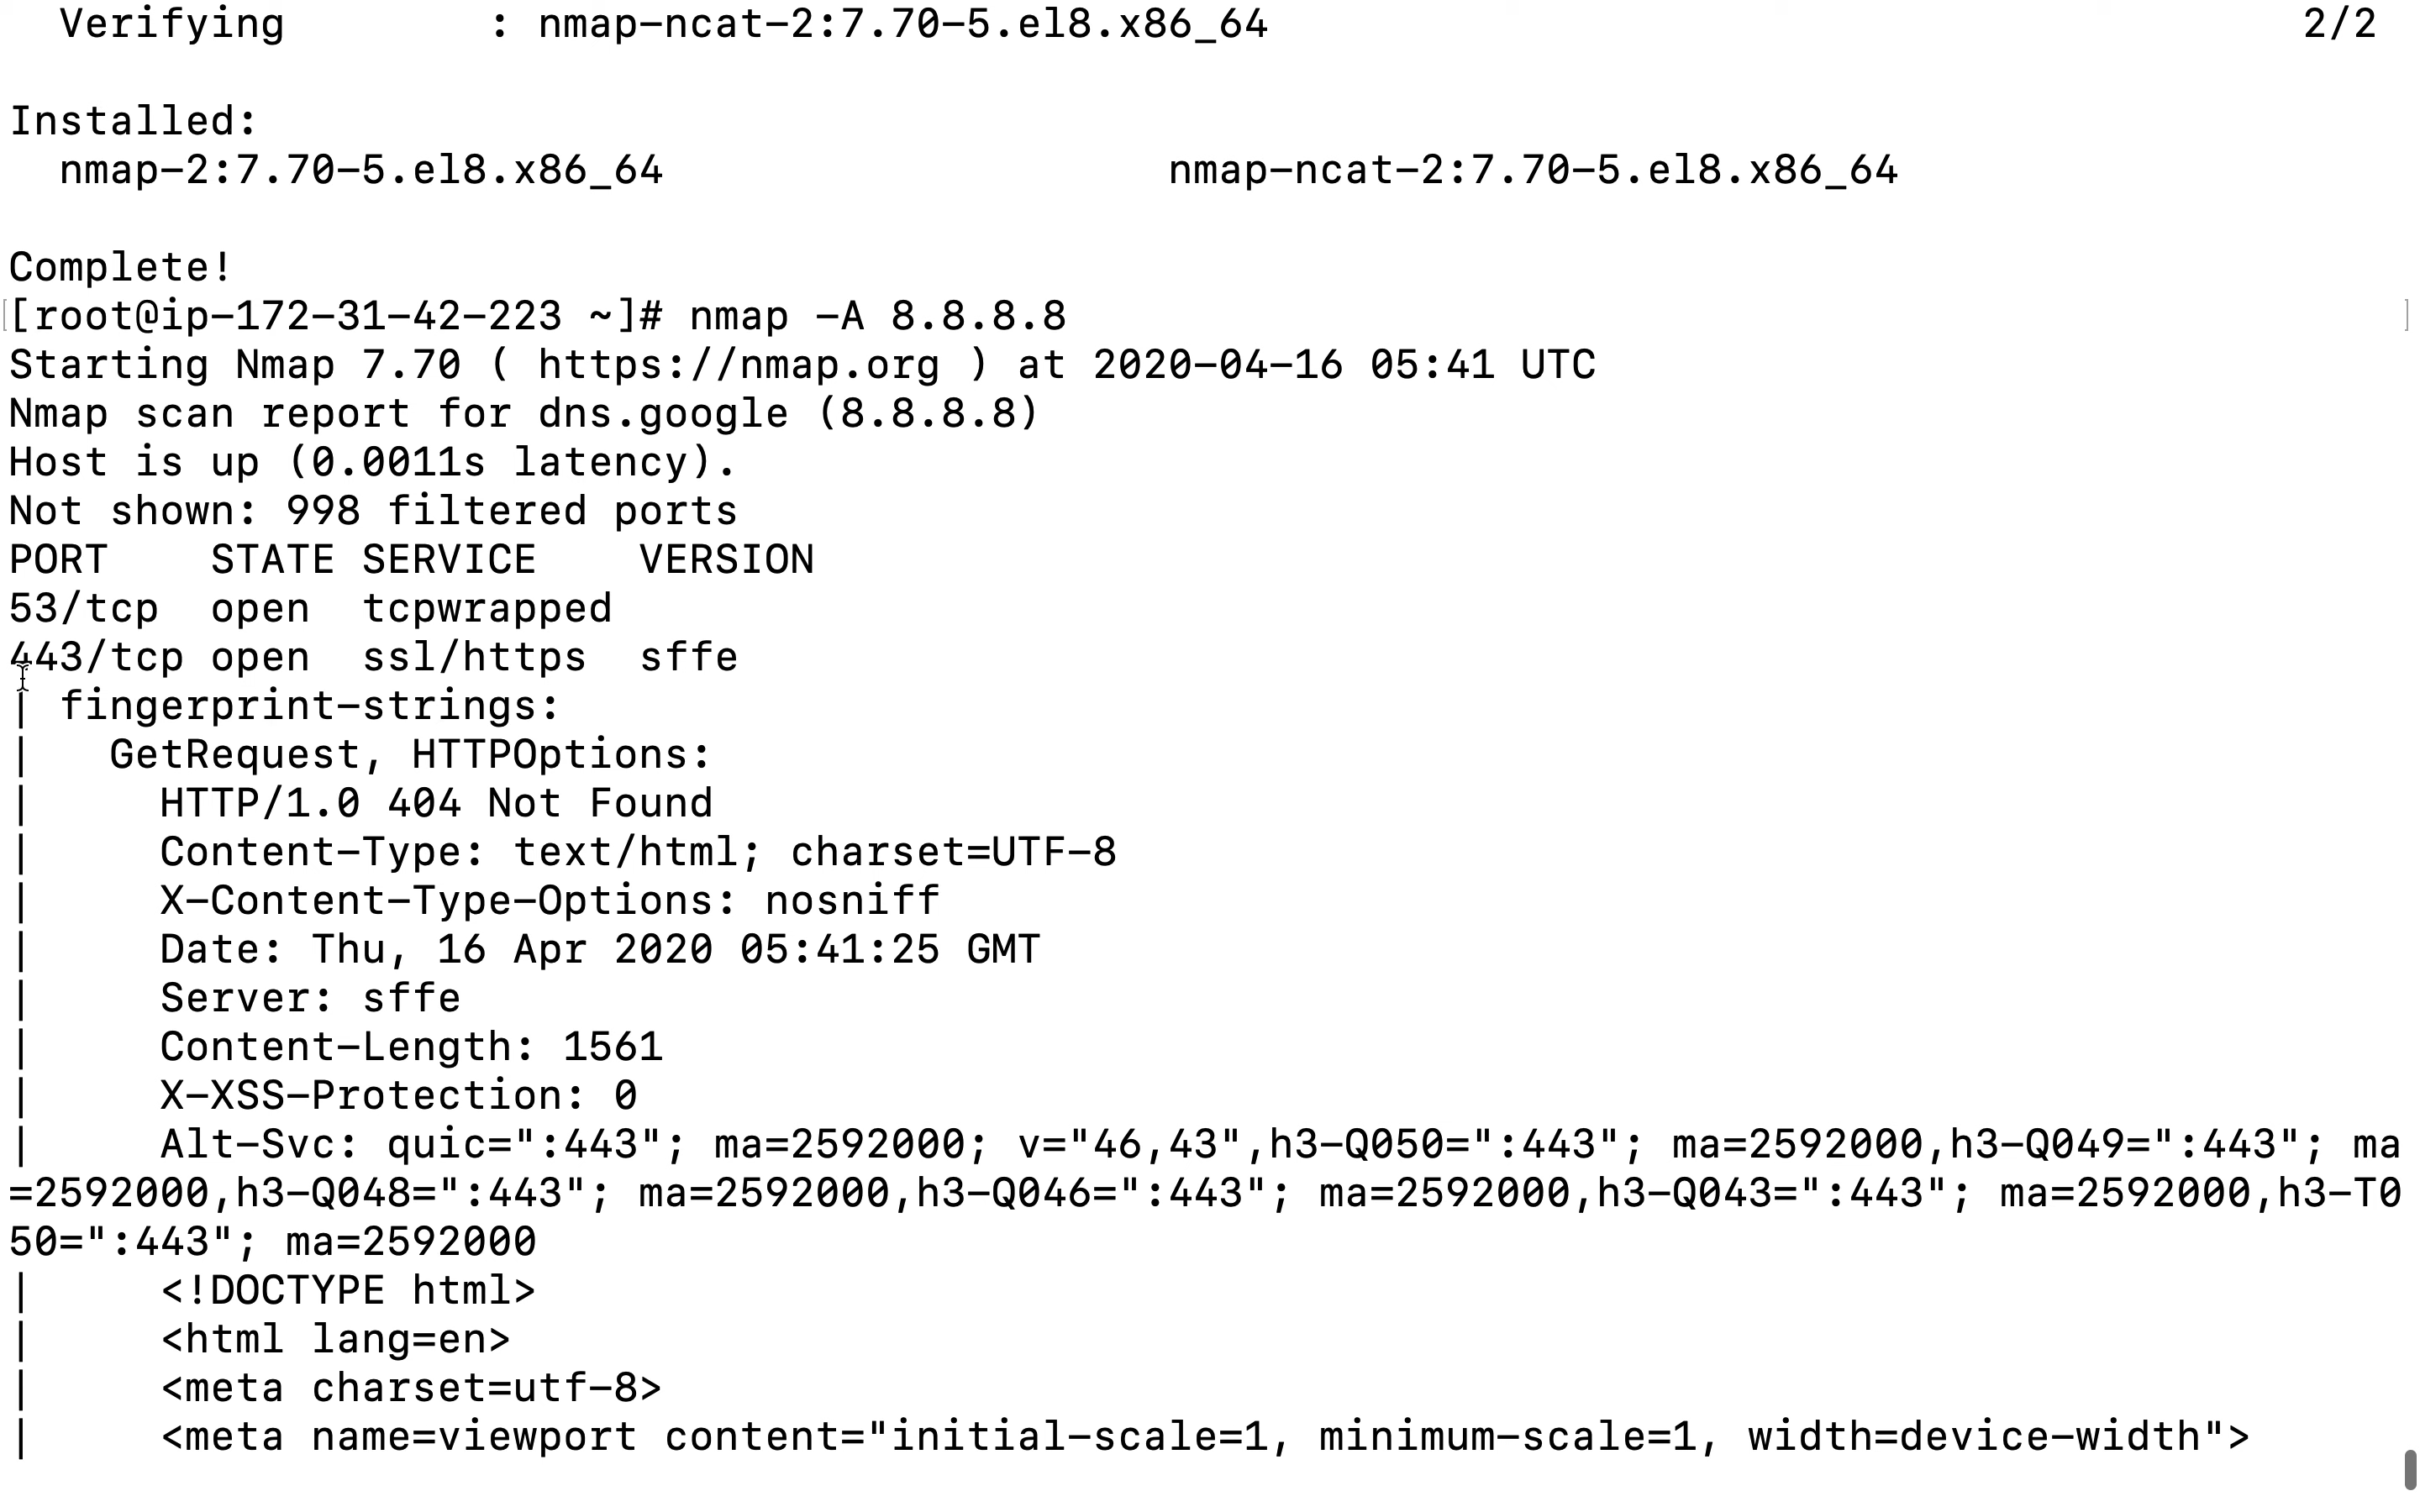 Verifying        : nmap-ncat-2:7.70-5.el8.x86_64                                         2/2
Installed:
nmap-2:7.70-5.el8.x86_64                    nmap-ncat-2:7.70-5.el8.x86_64
Complete!
[root@ip-172-31-42-223 ~]# nmap -A 8.8.8.8
Starting Nmap 7.70 ( https://nmap.org ) at 2020-04-16 05:41 UTC
Nmap scan report for dns.google (8.8.8.8)
Host is up (0.0011s latency).
Not shown: 998 filtered ports
PORT    STATE SERVICE    VERSION
53/tcp  open  tcpwrapped
443/tcp open  ssl/https  sffe
| fingerprint-strings:
|   GetRequest, HTTPOptions:
|     HTTP/1.0 404 Not Found
|     Content-Type: text/html; charset=UTF-8
|     X-Content-Type-Options: nosniff
|     Date: Thu, 16 Apr 2020 05:41:25 GMT
|     Server: sffe
|     Content-Length: 1561
|     X-XSS-Protection: 0
|     Alt-Svc: quic=":443"; ma=2592000; v="46,43",h3-Q050=":443"; ma=2592000,h3-Q049=":443"; ma
=2592000,h3-Q048=":443"; ma=2592000,h3-Q046=":443"; ma=2592000,h3-Q043=":443"; ma=2592000,h3-T0
50=":443"; ma=2592000
|     <!DOCTYPE html>
|     <html lang=en>
|     <meta charset=utf-8>
|     <meta name=viewport content="initial-scale=1, minimum-scale=1, width=device-width">